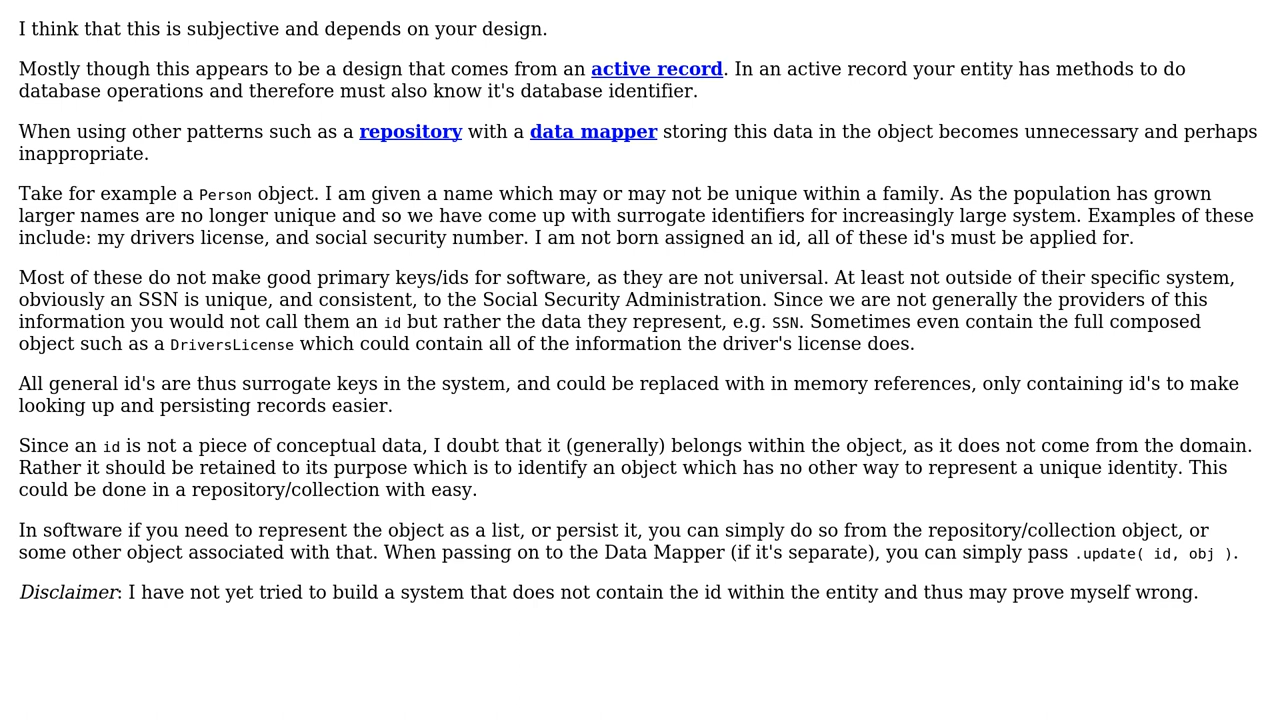 I think that this is subjective and depends on your design.
Mostly though this appears to be a design that comes from an active record. In an active record your entity has methods to do
database operations and therefore must also know it's database identifier.
When using other patterns such as a repository with a data mapper storing this data in the object becomes unnecessary and perhaps
inappropriate.
Take for example a Person object. I am given a name which may or may not be unique within a family. As the population has grown
larger names are no longer unique and so we have come up with surrogate identifiers for increasingly large system. Examples of these
include: my drivers license, and social security number. I am not born assigned an id, all of these id's must be applied for.
Most of these do not make good primary keys/ids for software, as they are not universal. At least not outside of their specific system,
obviously an SSN is unique, and consistent, to the Social Security Administration. Since we are not generally the providers of this
information you would not call them an id but rather the data they represent, e.g. SSN. Sometimes even contain the full composed
object such as a DriversLicense which could contain all of the information the driver's license does.
All general id's are thus surrogate keys in the system, and could be replaced with in memory references, only containing id's to make
looking up and persisting records easier.
Since an id is not a piece of conceptual data, I doubt that it (generally) belongs within the object, as it does not come from the domain.
Rather it should be retained to its purpose which is to identify an object which has no other way to represent a unique identity. This
could be done in a repository/collection with easy.
In software if you need to represent the object as a list, or persist it, you can simply do so from the repository/collection object, or
some other object associated with that. When passing on to the Data Mapper (if it's separate), you can simply pass .update( id, obj ).
Disclaimer: I have not yet tried to build a system that does not contain the id within the entity and thus may prove myself wrong.